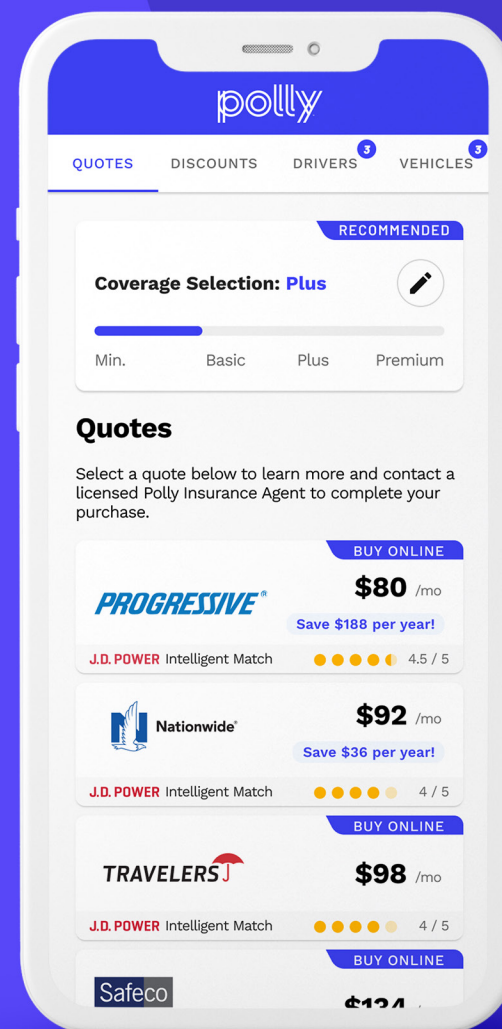 polly
QUOTES DISCOUNTS DRIVERS 3 VEHICLES 3
RECOMMENDED
Coverage Selection: Plus
Min. Basic Plus Premium
Quotes
Select a quote below to learn more and contact a
licensed Polly Insurance Agent to complete your
purchase.
BUY ONLINE
PROGRESSIVE®
$80 /mo
Save $188 per year!
J.D. POWER Intelligent Match 4.5 / 5
Nationwide®
$92 /mo
Save $36 per year!
J.D. POWER Intelligent Match 4 / 5
BUY ONLINE
TRAVELERS
$98 /mo
J.D. POWER Intelligent Match 4 / 5
BUY ONLINE
Safeco